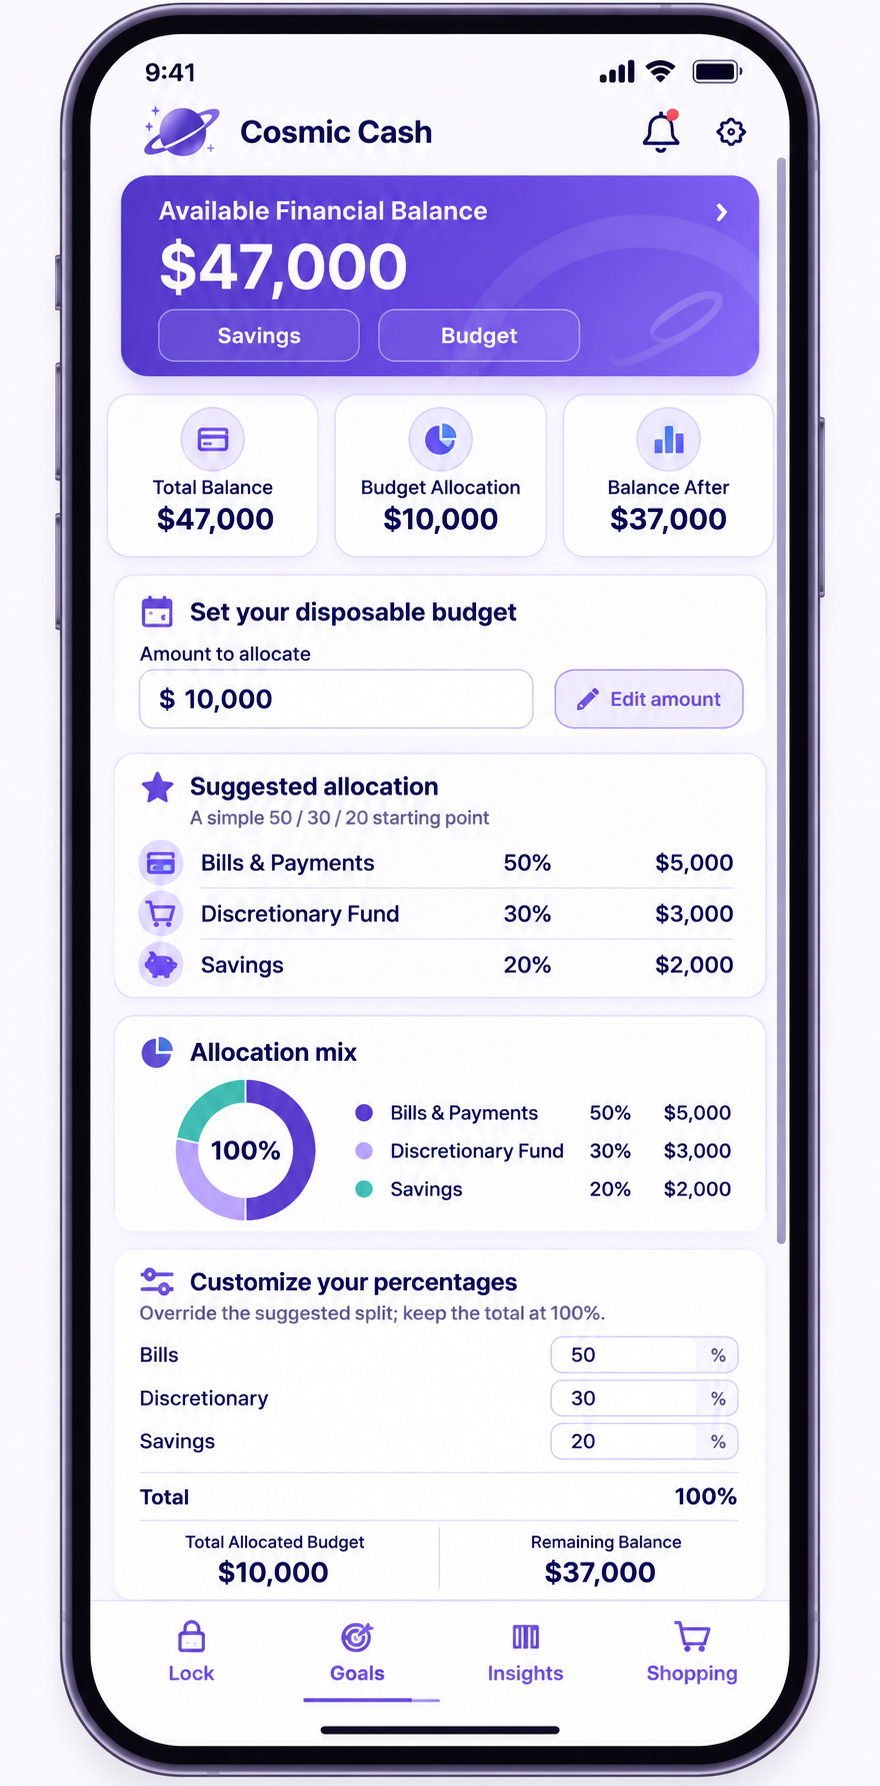 9:41
Cosmic Cash
Available Financial Balance
$47,000
Savings
Budget
Total Balance
$47,000
Budget Allocation
$10,000
Balance After
$37,000
Set your disposable budget
Amount to allocate
$ 10,000
Edit amount
Suggested allocation
A simple 50 / 30 / 20 starting point
Bills & Payments 50% $5,000
Discretionary Fund 30% $3,000
Savings 20% $2,000
Allocation mix
100%
Bills & Payments 50% $5,000
Discretionary Fund 30% $3,000
Savings 20% $2,000
Customize your percentages
Override the suggested split; keep the total at 100%.
Bills 50 %
Discretionary 30 %
Savings 20 %
Total 100%
Total Allocated Budget
$10,000
Remaining Balance
$37,000
Lock
Goals
Insights
Shopping